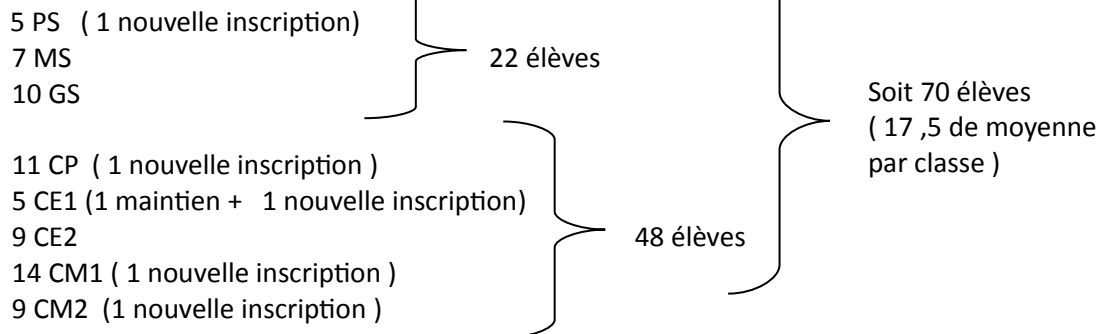 5 PS ( 1 nouvelle inscription)
7 MS
22 élèves
10 GS
Soit 70 élèves
( 17 ,5 de moyenne
par classe )
11 CP ( 1 nouvelle inscription )
5 CE1 (1 maintien + 1 nouvelle inscription)
9 CE2
48 élèves
14 CM1 ( 1 nouvelle inscription )
9 CM2 (1 nouvelle inscription )